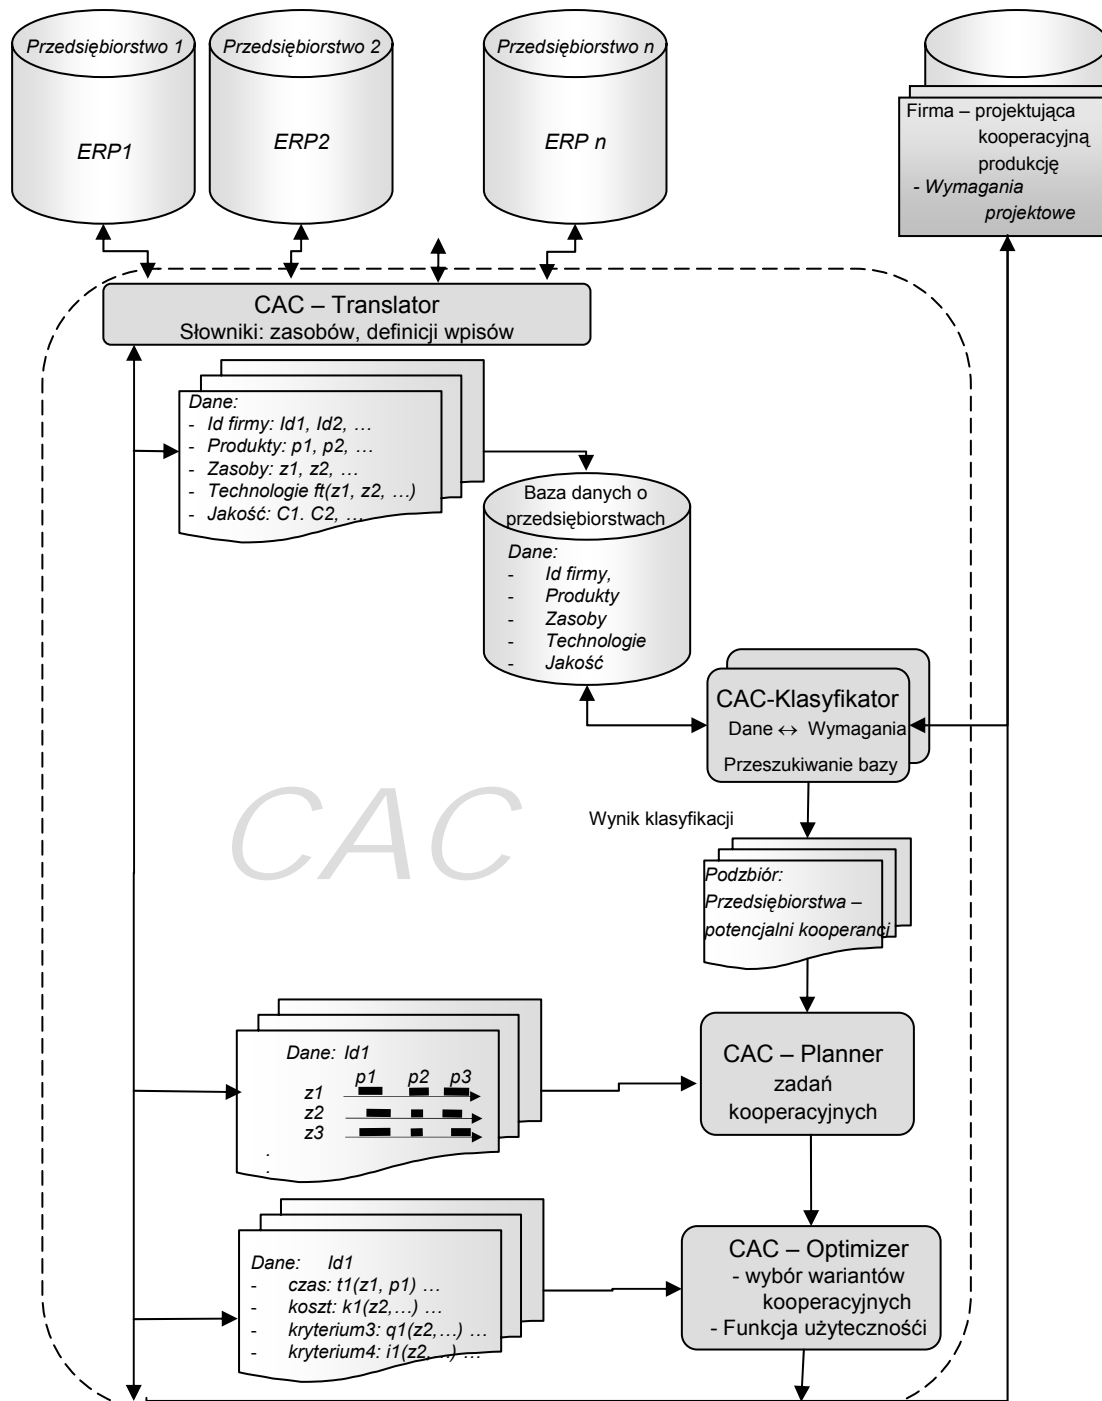 Przedsiębiorstwo 1
Przedsiębiorstwo 2
Przedsiębiorstwo n
ERP1
ERP2
ERP n
Firma – projektująca
kooperacyjną
produkcję
- Wymagania
projektowe
CAC – Translator
Słowniki: zasobów, definicji wpisów
Dane:
- Id firmy: Id1, Id2, …
- Produkty: p1, p2, …
- Zasoby: z1, z2, …
- Technologie ft(z1, z2, …)
- Jakość: C1. C2, …
Baza danych o
przedsiębiorstwach
Dane:
- Id firmy,
- Produkty
- Zasoby
- Technologie
- Jakość
CAC-Klasyfikator
Dane ↔ Wymagania
Przeszukiwanie bazy
CAC
Wynik klasyfikacji
Podzbiór:
Przedsiębiorstwa –
potencjalni kooperanci
Dane: Id1
p1 p2 p3
z1
z2
z3
.
.
CAC – Planner
zadań
kooperacyjnych
Dane: Id1
- czas: t1(z1, p1) …
- koszt: k1(z2,…) …
- kryterium3: q1(z2,…) …
- kryterium4: i1(z2,…) …
CAC – Optimizer
- wybór wariantów
kooperacyjnych
- Funkcja użytecznośći